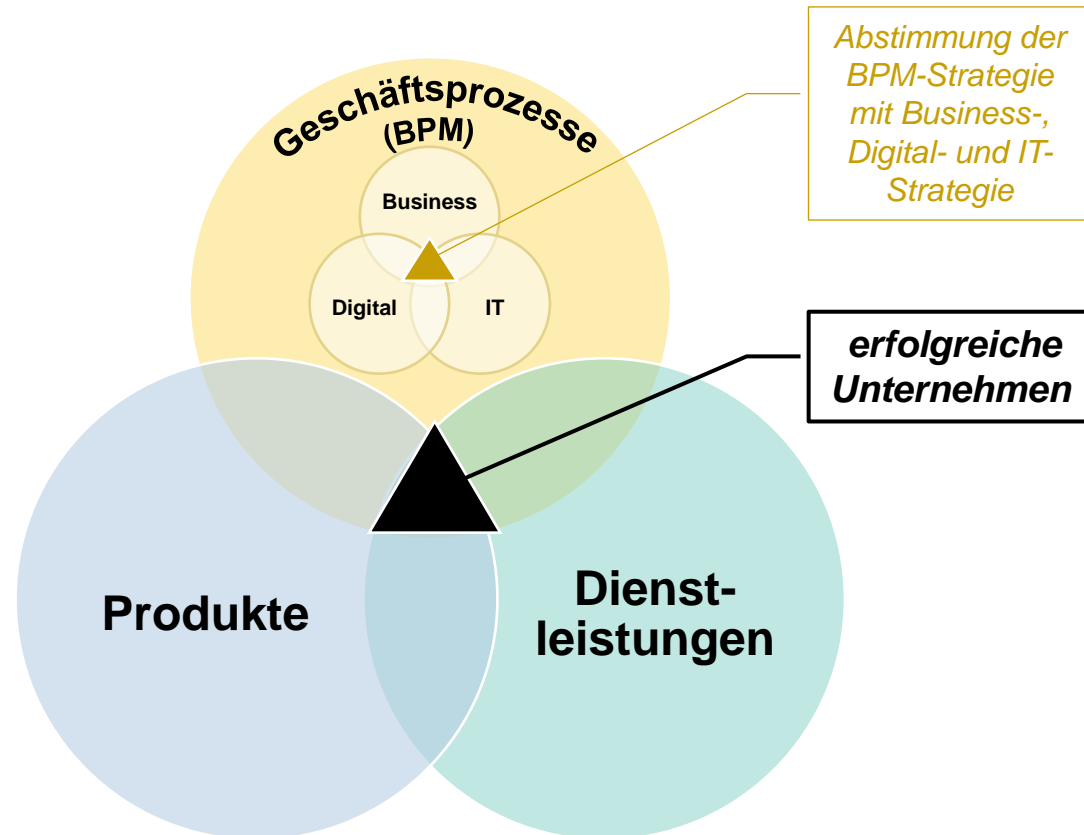 Geschäftsprozesse
(BPM)
Business
Digital
IT
Abstimmung der
BPM-Strategie
mit Business-,
Digital- und IT-
Strategie
erfolgreiche
Unternehmen
Produkte
Dienst-
leistungen